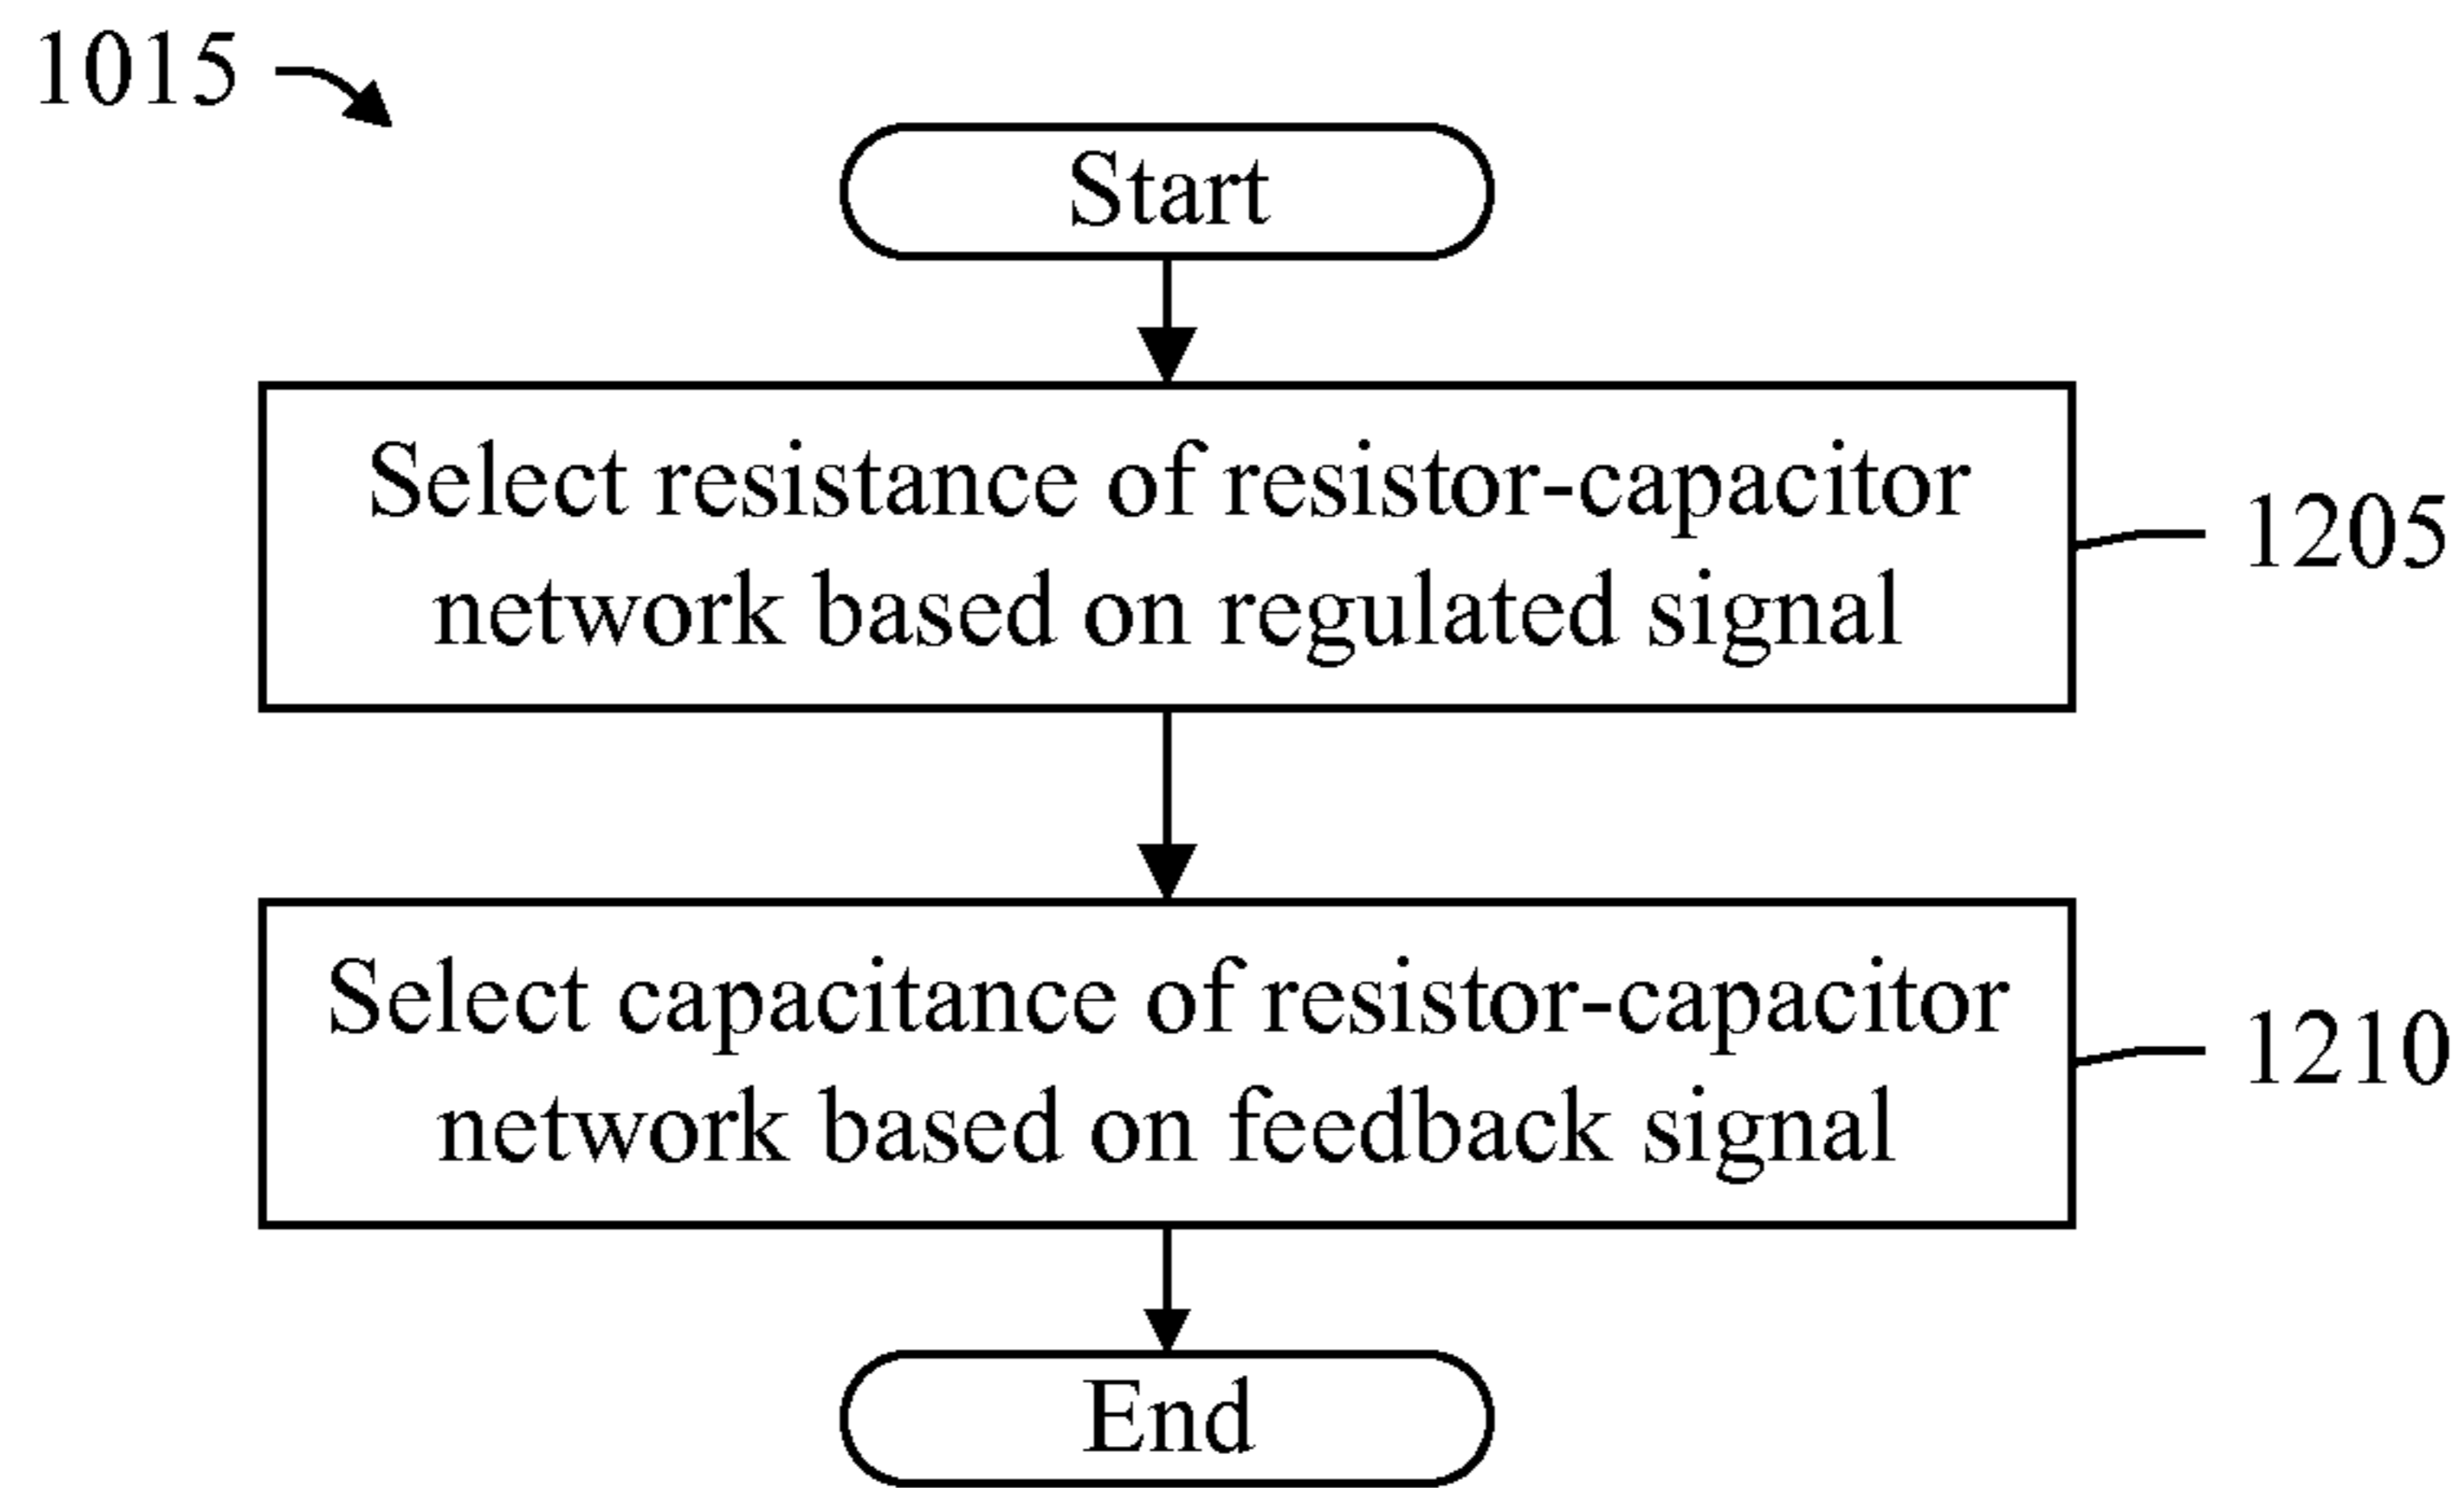 1015
Start
Select resistance of resistor-capacitor
network based on regulated signal
1205
Select capacitance of resistor-capacitor
network based on feedback signal
1210
End